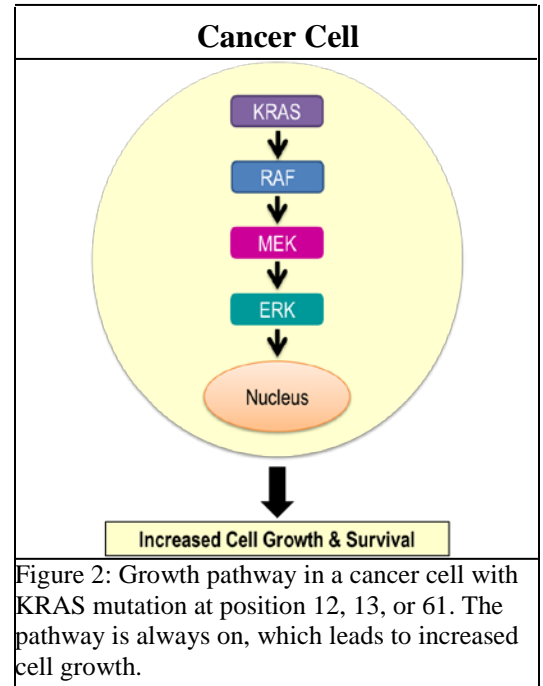 Cancer Cell
KRAS
RAF
MEK
ERK
Nucleus
Increased Cell Growth & Survival
Figure 2: Growth pathway in a cancer cell with
KRAS mutation at position 12, 13, or 61. The
pathway is always on, which leads to increased
cell growth.